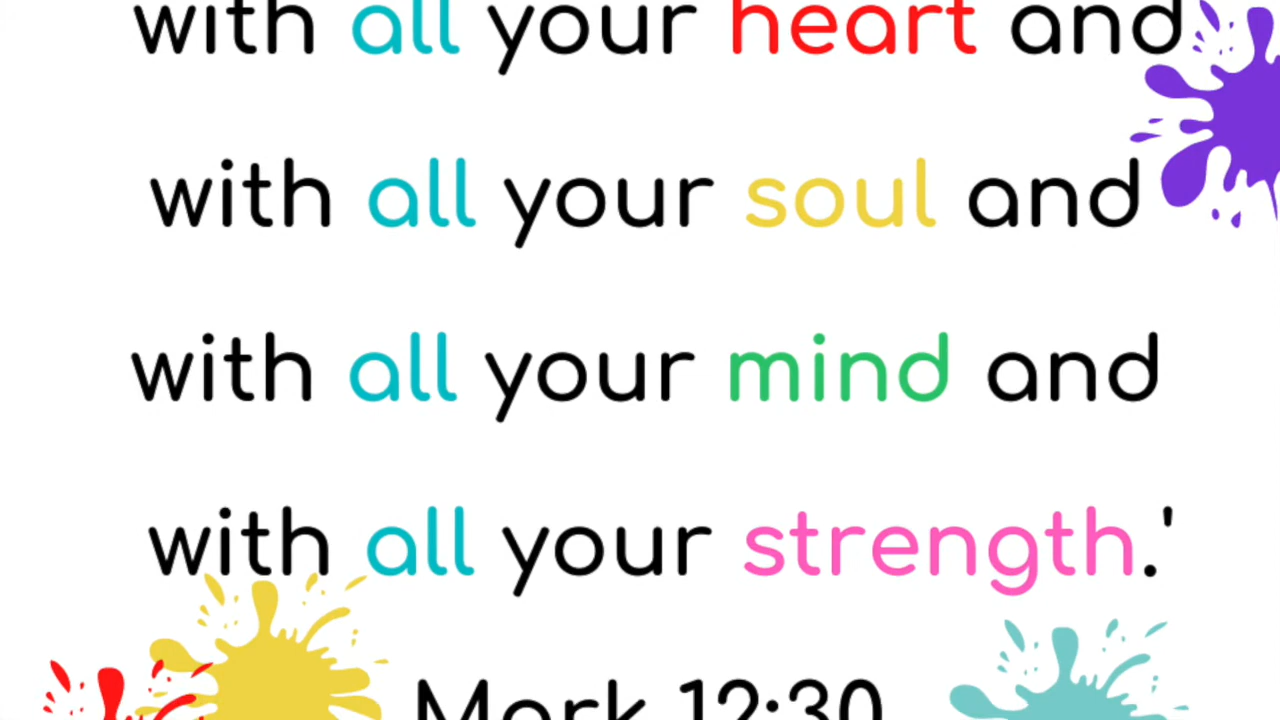 with all your heart and
with all your soul and
with all your mind and
with all your strength.'
Mark 12:30